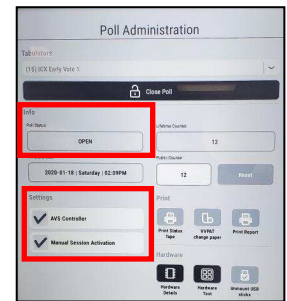 Poll Administration
Tabulators
(15) ICX Early Vote 1
Close Poll
Info
Poll Status
OPEN
Lifetime Counter
12
2020-01-18 | Saturday | 02:09PM
Public Counter
12
Reset
Settings
AVS Controller
Manual Session Activation
Print
Print Status Tape
VVPAT change paper
Print Report
Hardware
Hardware Details
Hardware Test
Unmount USB sticks